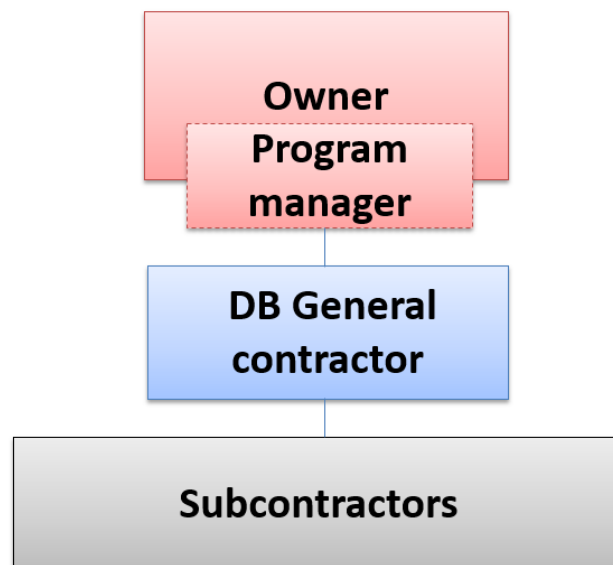 Owner
Program
manager
DB General
contractor
Subcontractors